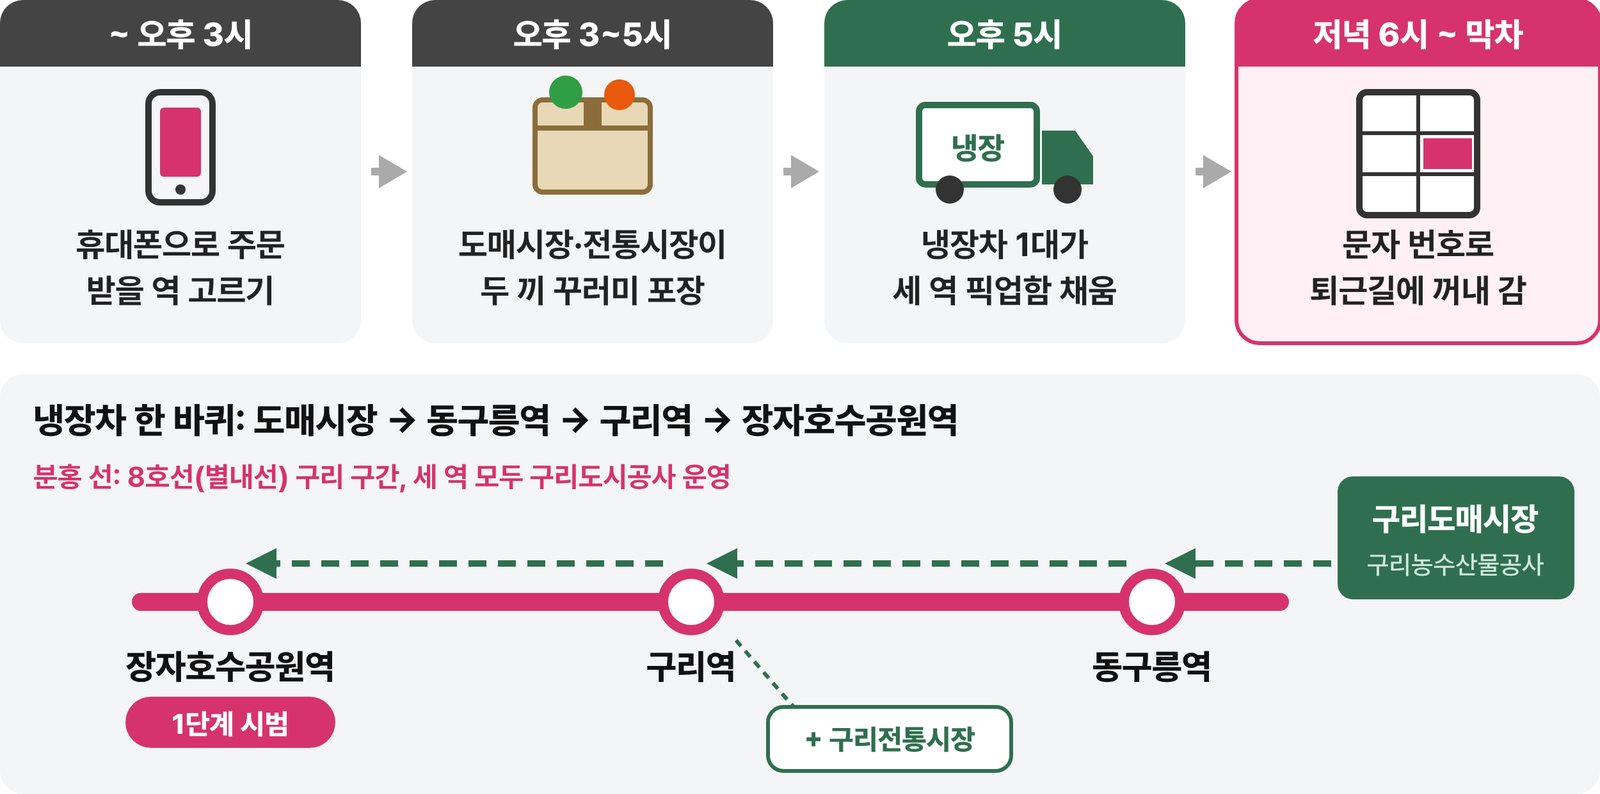 ~ 오후 3시
휴대폰으로 주문
받을 역 고르기
오후 3~5시
도매시장·전통시장이
두 끼 꾸러미 포장
오후 5시
냉장
냉장차 1대가
세 역 픽업함 채움
저녁 6시 ~ 막차
문자 번호로
퇴근길에 꺼내 감
냉장차 한 바퀴: 도매시장 → 동구릉역 → 구리역 → 장자호수공원역
분홍 선: 8호선(별내선) 구리 구간, 세 역 모두 구리도시공사 운영
구리도매시장
구리농수산물공사
장자호수공원역
1단계 시범
구리역
+ 구리전통시장
동구릉역